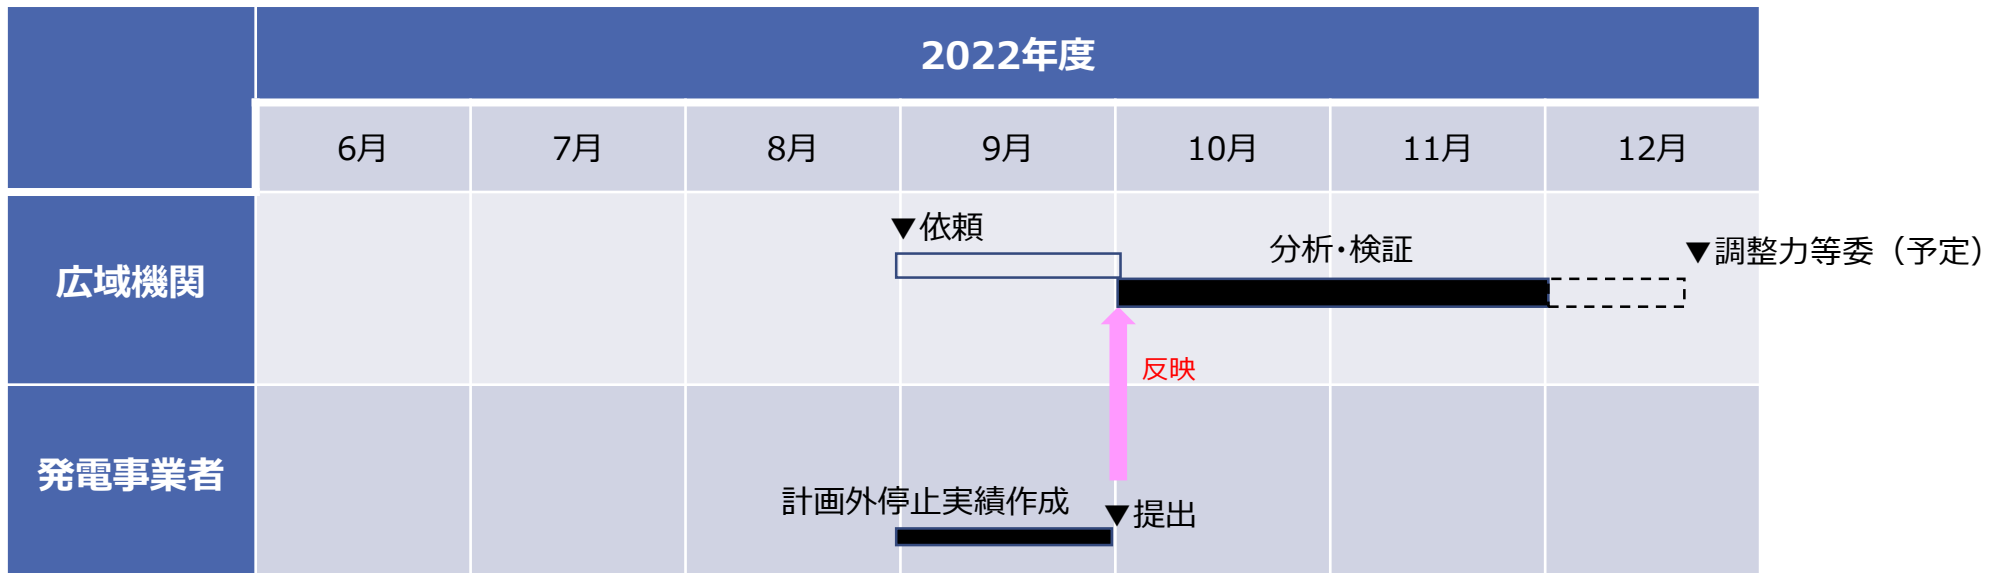 2022年度
6月
7月
8月
9月
10月
11月
12月
広域機関
▼依頼
分析・検証
▼調整力等委（予定）
反映
発電事業者
計画外停止実績作成
▼提出